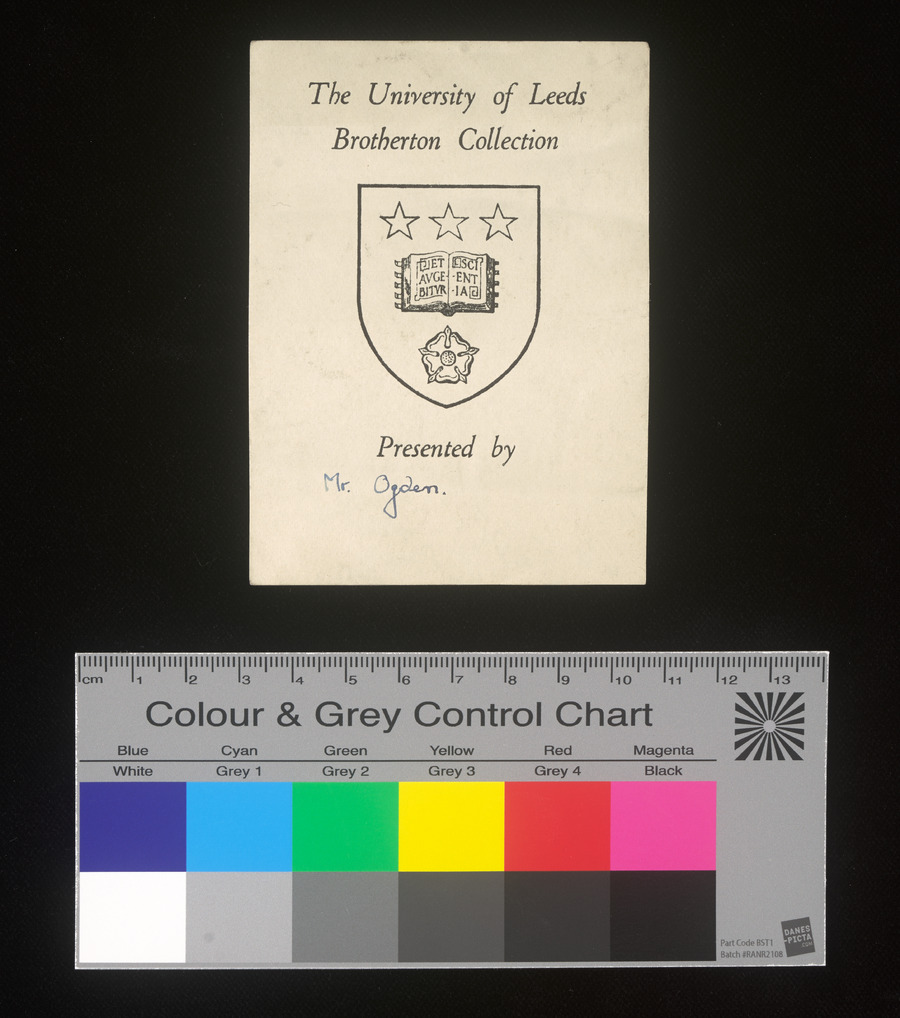 The University of Leeds
Brotherton Collection
ET SCI
AVGE ENT
BITVR IA
Presented by
Mr. Ogden.
cm 1 2 3 4 5 6 7 8 9 10 11 12 13
Colour & Grey Control Chart
Blue Cyan Green Yellow Red Magenta
White Grey 1 Grey 2 Grey 3 Grey 4 Black
DANES
-PICTA
.COM
Part Code BST1
Batch #RANR2108